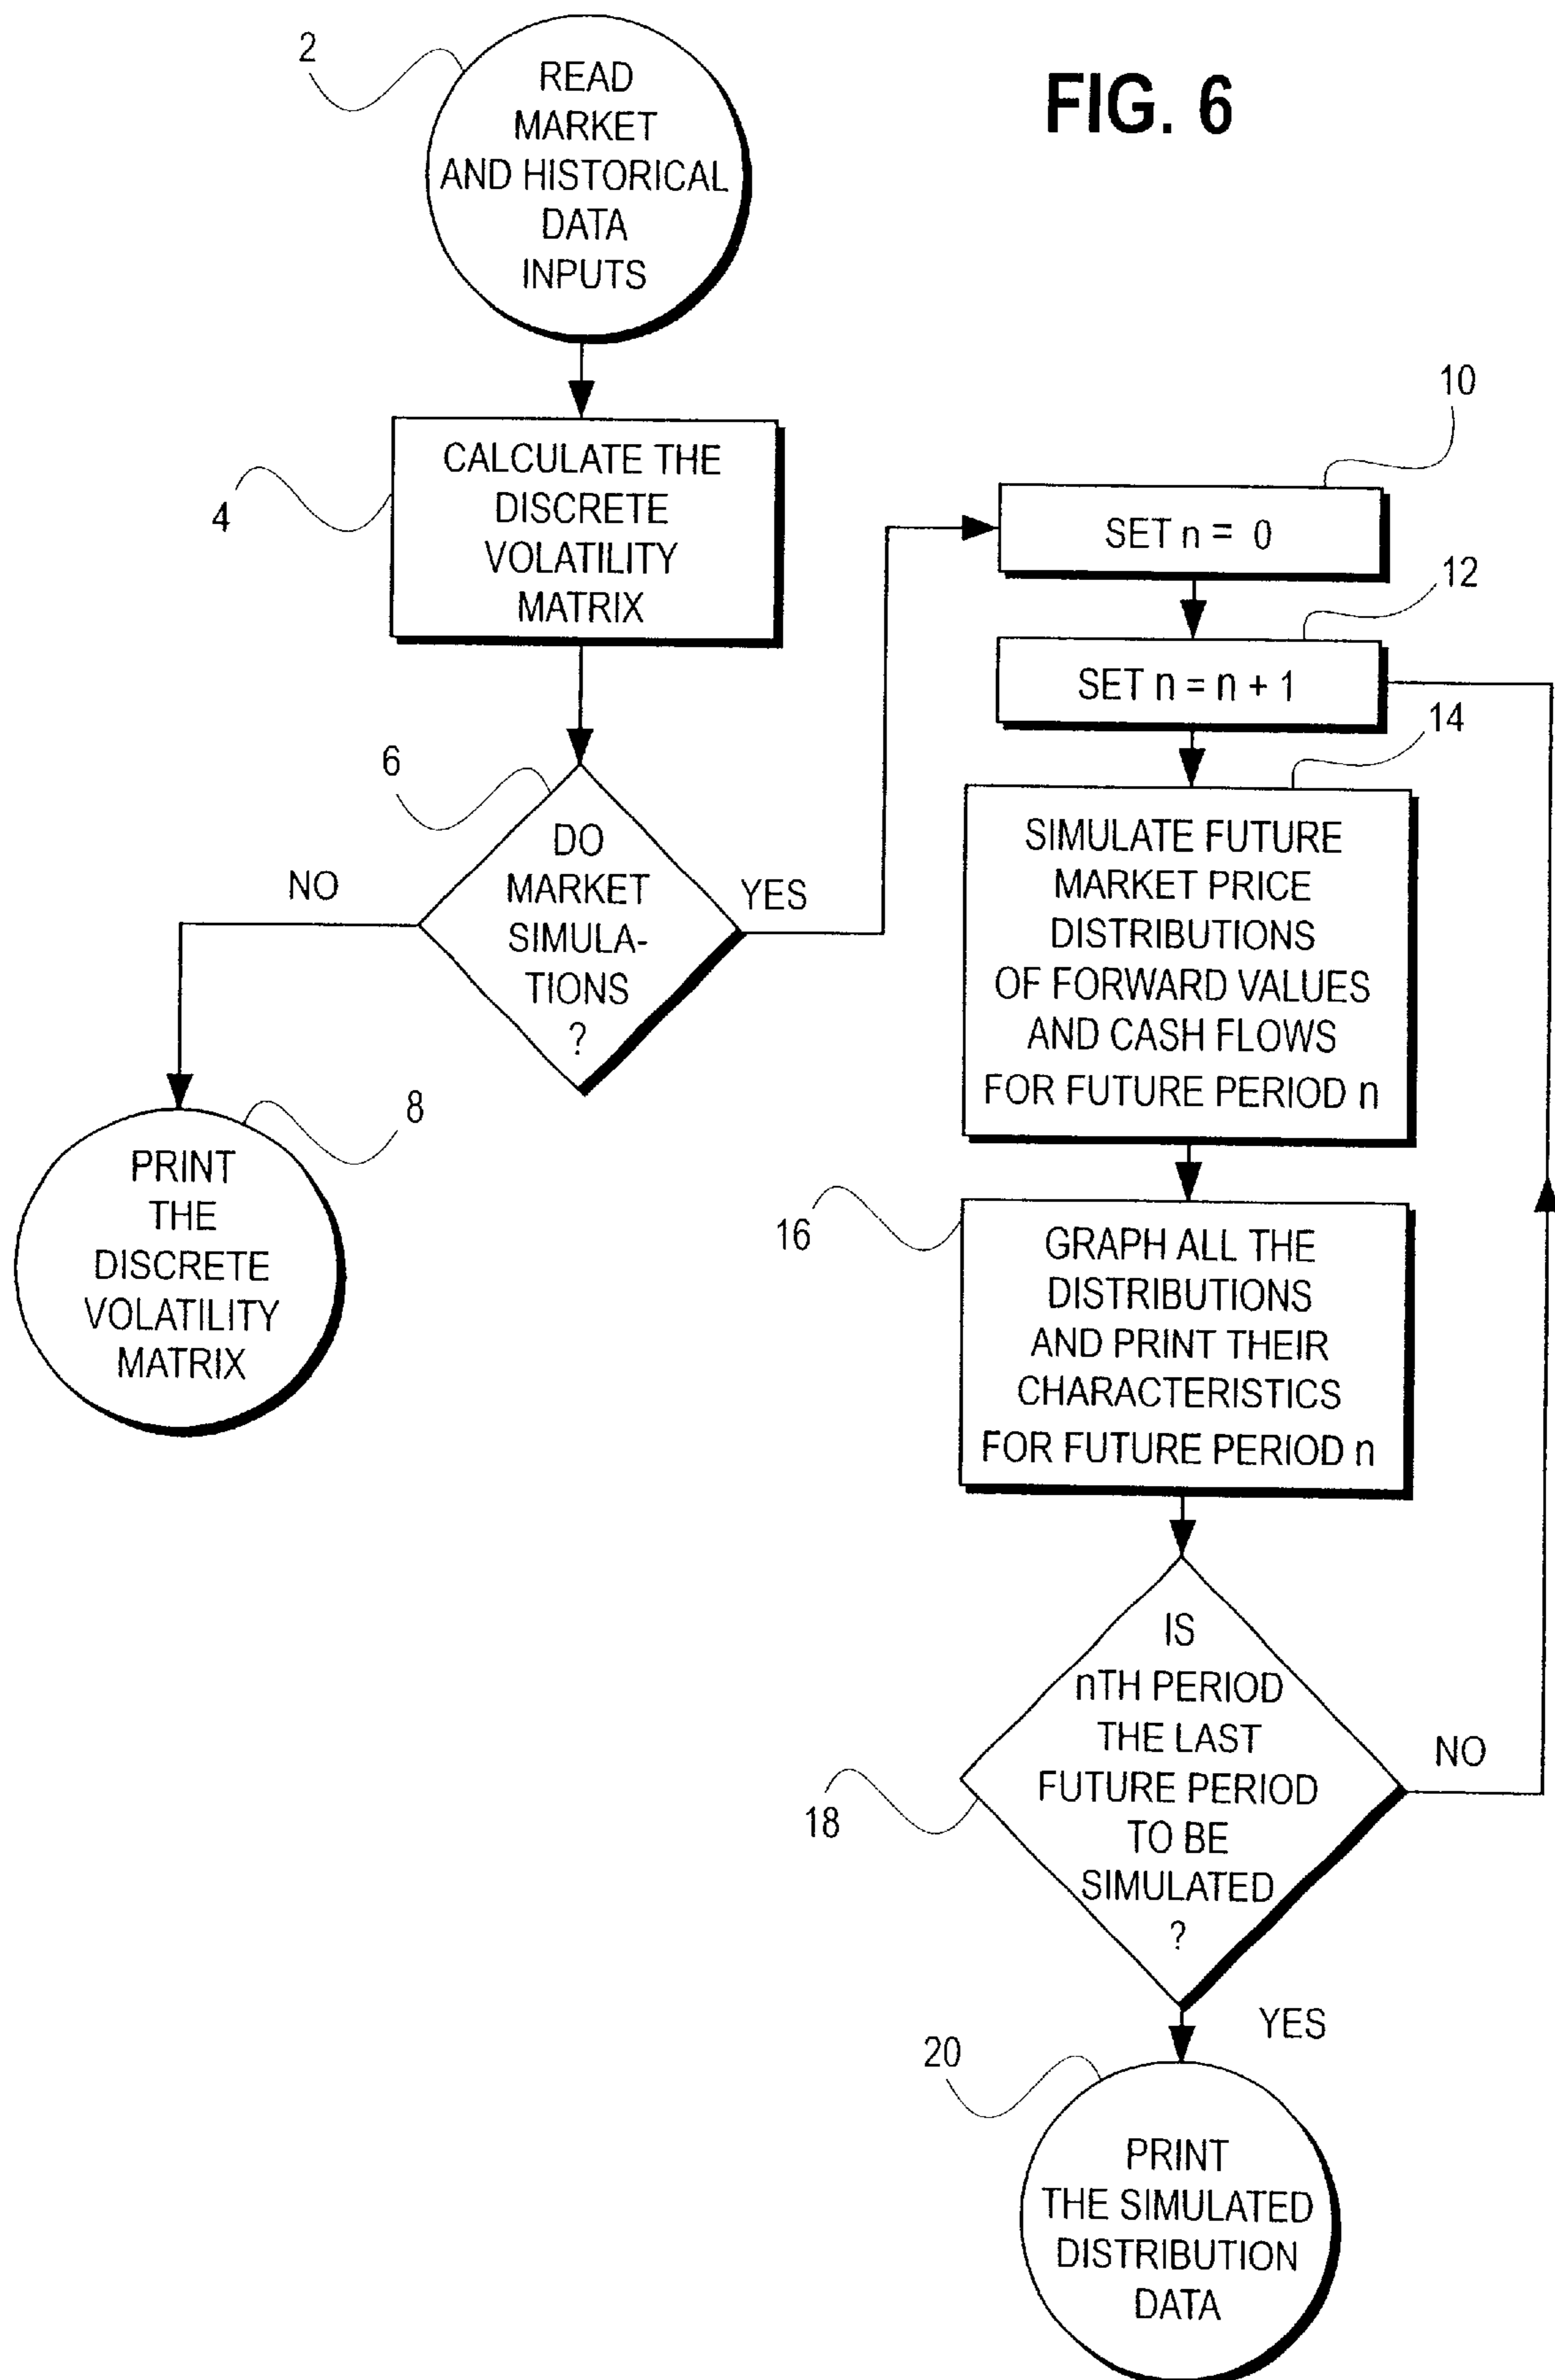 FIG. 6
2
READ
MARKET
AND HISTORICAL
DATA
INPUTS
4
CALCULATE THE
DISCRETE
VOLATILITY
MATRIX
6
DO
MARKET
SIMULA-
TIONS
?
NO
YES
8
PRINT
THE
DISCRETE
VOLATILITY
MATRIX
10
SET n = 0
12
SET n = n + 1
14
SIMULATE FUTURE
MARKET PRICE
DISTRIBUTIONS
OF FORWARD VALUES
AND CASH FLOWS
FOR FUTURE PERIOD n
16
GRAPH ALL THE
DISTRIBUTIONS
AND PRINT THEIR
CHARACTERISTICS
FOR FUTURE PERIOD n
18
IS
nTH PERIOD
THE LAST
FUTURE PERIOD
TO BE
SIMULATED
?
NO
YES
20
PRINT
THE SIMULATED
DISTRIBUTION
DATA